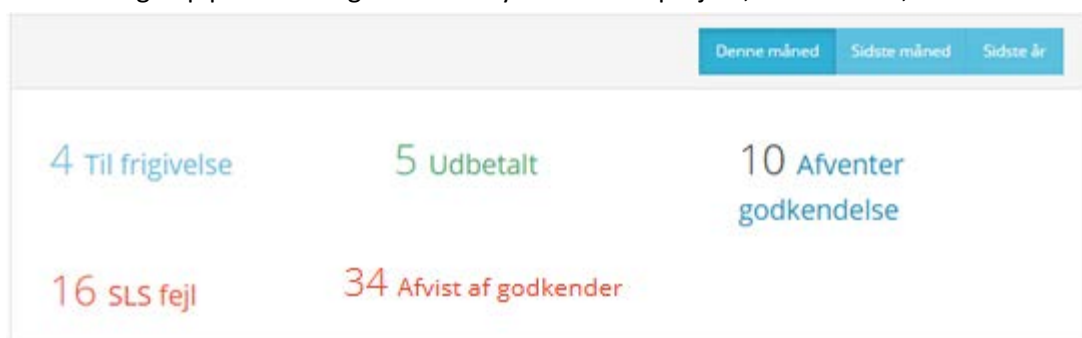 Denne måned Sidste måned Sidste år
4 Til frigivelse 5 Udbetalt 10 Afventer
godkendelse
16 SLS fejl 34 Afvist af godkender